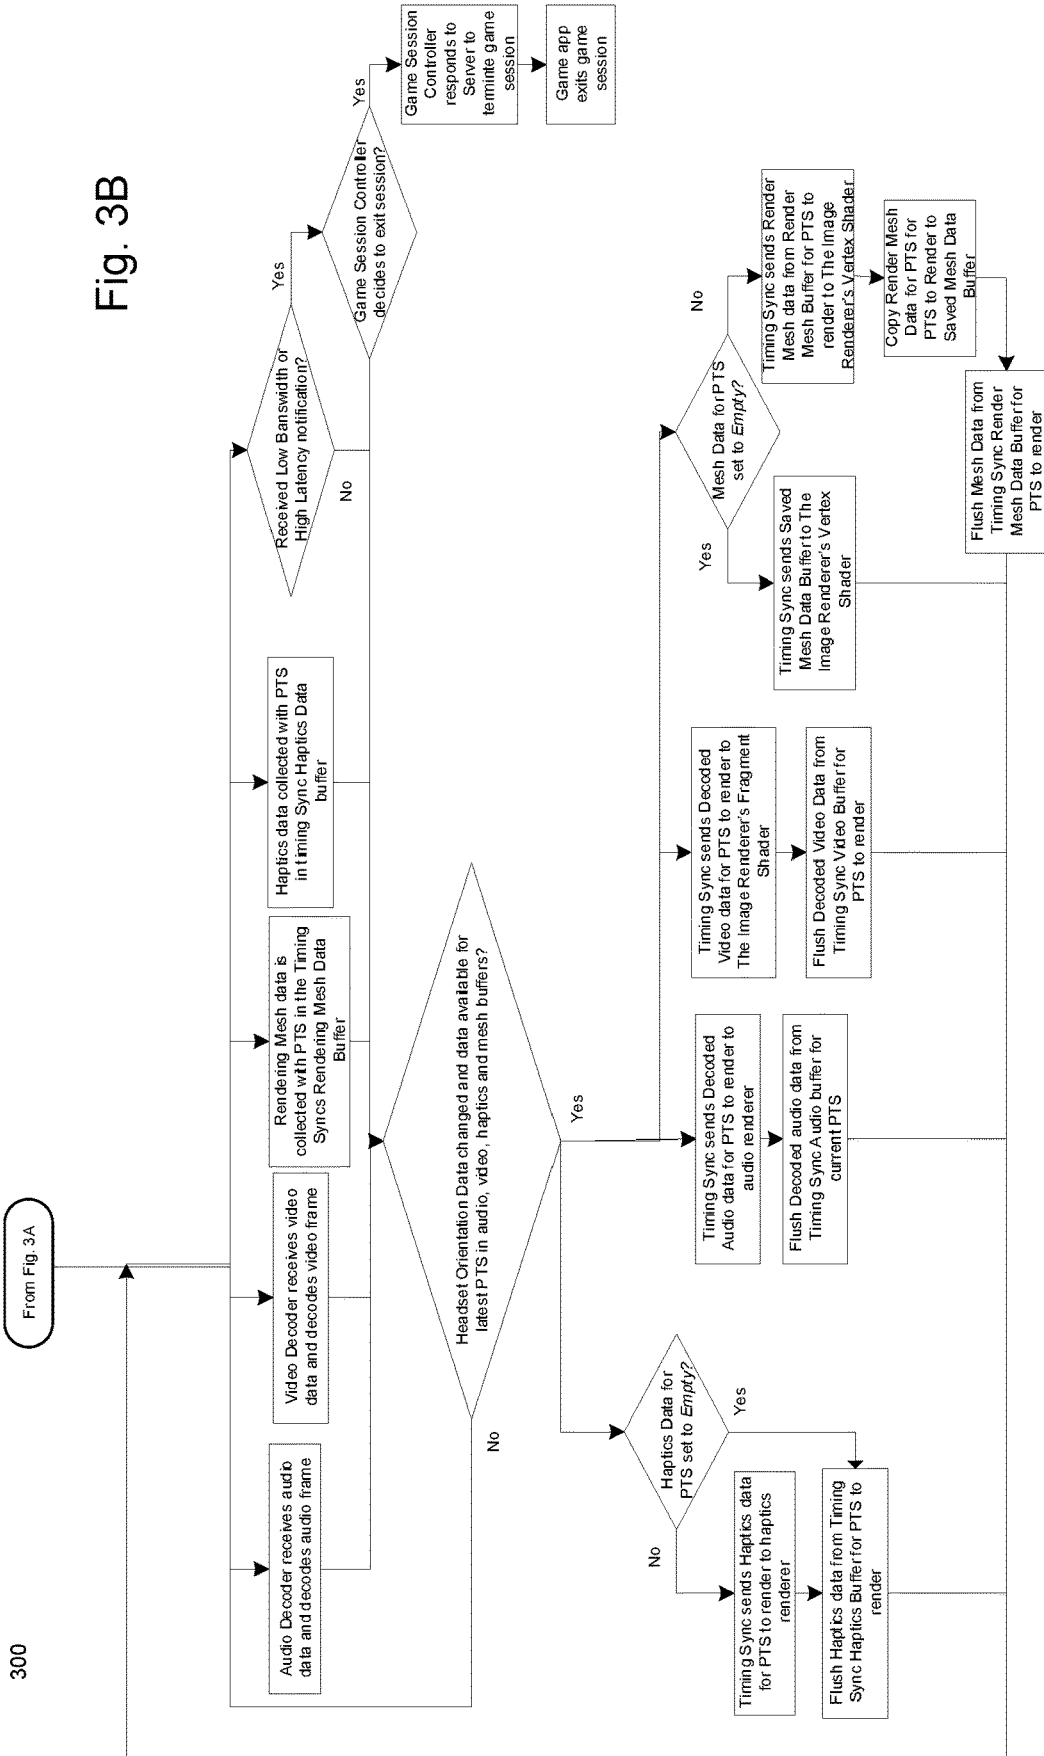 300
Fig. 3B
From Fig. 3A
Audio Decoder receives audio
data and decodes audio frame
Video Decoder receives video
data and decodes video frame
Rendering Mesh data is
collected with PTS in the Timing
Syncs Rendering Mesh Data
Buffer
Haptics data collected with PTS
in timing Sync Haptics Data
buffer
Received Low Banswidth or
High Latency notification?
Yes
No
Game Session Controller
decides to exit session?
Yes
Game Session
Controller
responds to
Server to
terminte game
session
Game app
exits game
session
Headset Orientation Data changed and data available for
latest PTS in audio, video, haptics and mesh buffers?
No
Yes
Haptics Data for
PTS set to Empty?
No
Yes
Timing Sync sends Haptics data
for PTS to render to haptics
renderer
Flush Haptics data from Timing
Sync Haptics Buffer for PTS to
render
Timing Sync sends Decoded
Audio data for PTS to render to
audio renderer
Flush Decoded audio data from
Timing Sync Audio buffer for
current PTS
Timing Sync sends Decoded
Video data for PTS to render to
The Image Renderer's Fragment
Shader
Flush Decoded Video Data from
Timing Sync Video Buffer for
PTS to render
Mesh Data for PTS
set to Empty?
Yes
No
Timing Sync sends Saved
Mesh Data Buffer to The
Image Renderer's Vertex
Shader
Timing Sync sends Render
Mesh data from Render
Mesh Buffer for PTS to
render to The Image
Renderer's Vertex Shader
Copy Render Mesh
Data for PTS for
PTS to Render to
Saved Mesh Data
Buffer
Flush Mesh Data from
Timing Sync Render
Mesh Data Buffer for
PTS to render